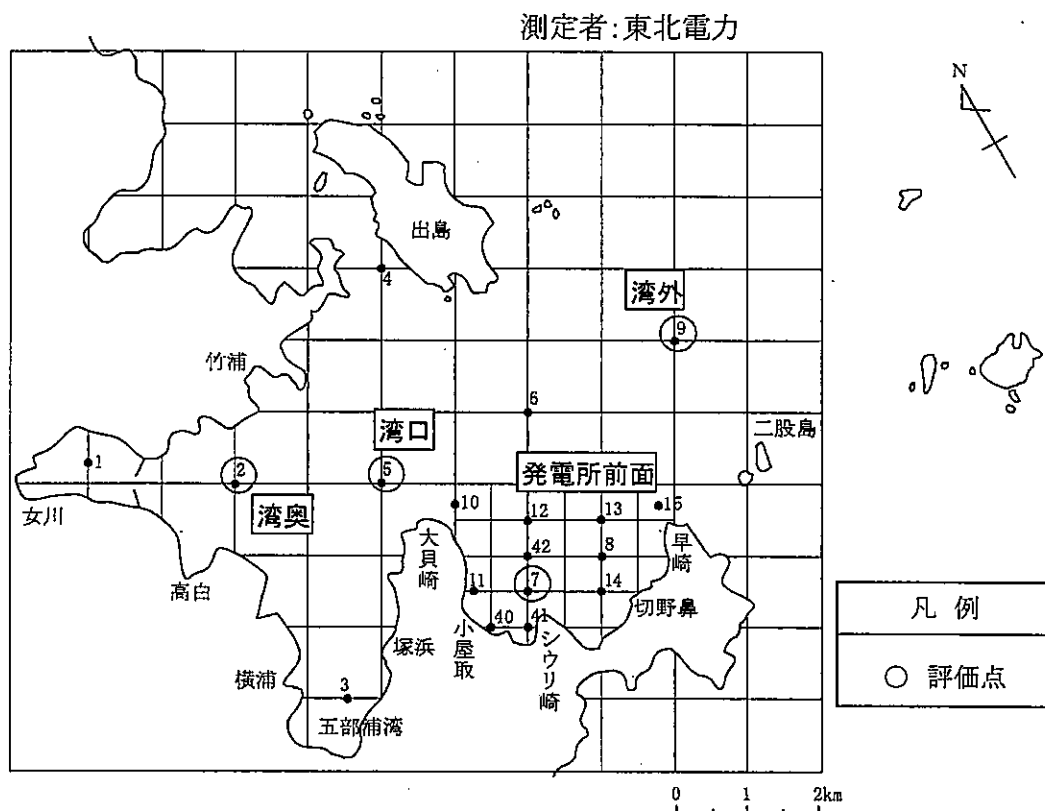 測定者:東北電力
N
出島
4
湾外
9
竹浦
6
二股島
湾口
発電所前面
1
2
5
女川
湾奥
10
12
13
15
大貝崎
早崎
42
8
高白
11
7
14
切野鼻
凡 例
40
41
小屋取
シウリ崎
塚浜
横浦
○ 評価点
3
五部浦湾
0 1 2km